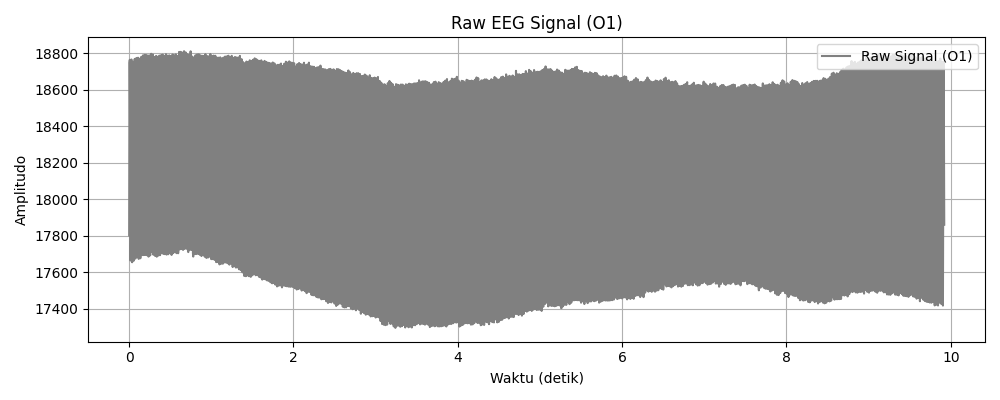 Raw EEG Signal (O1)
Raw Signal (O1)
Amplitudo
18800
18600
18400
18200
18000
17800
17600
17400
0 2 4 6 8 10
Waktu (detik)